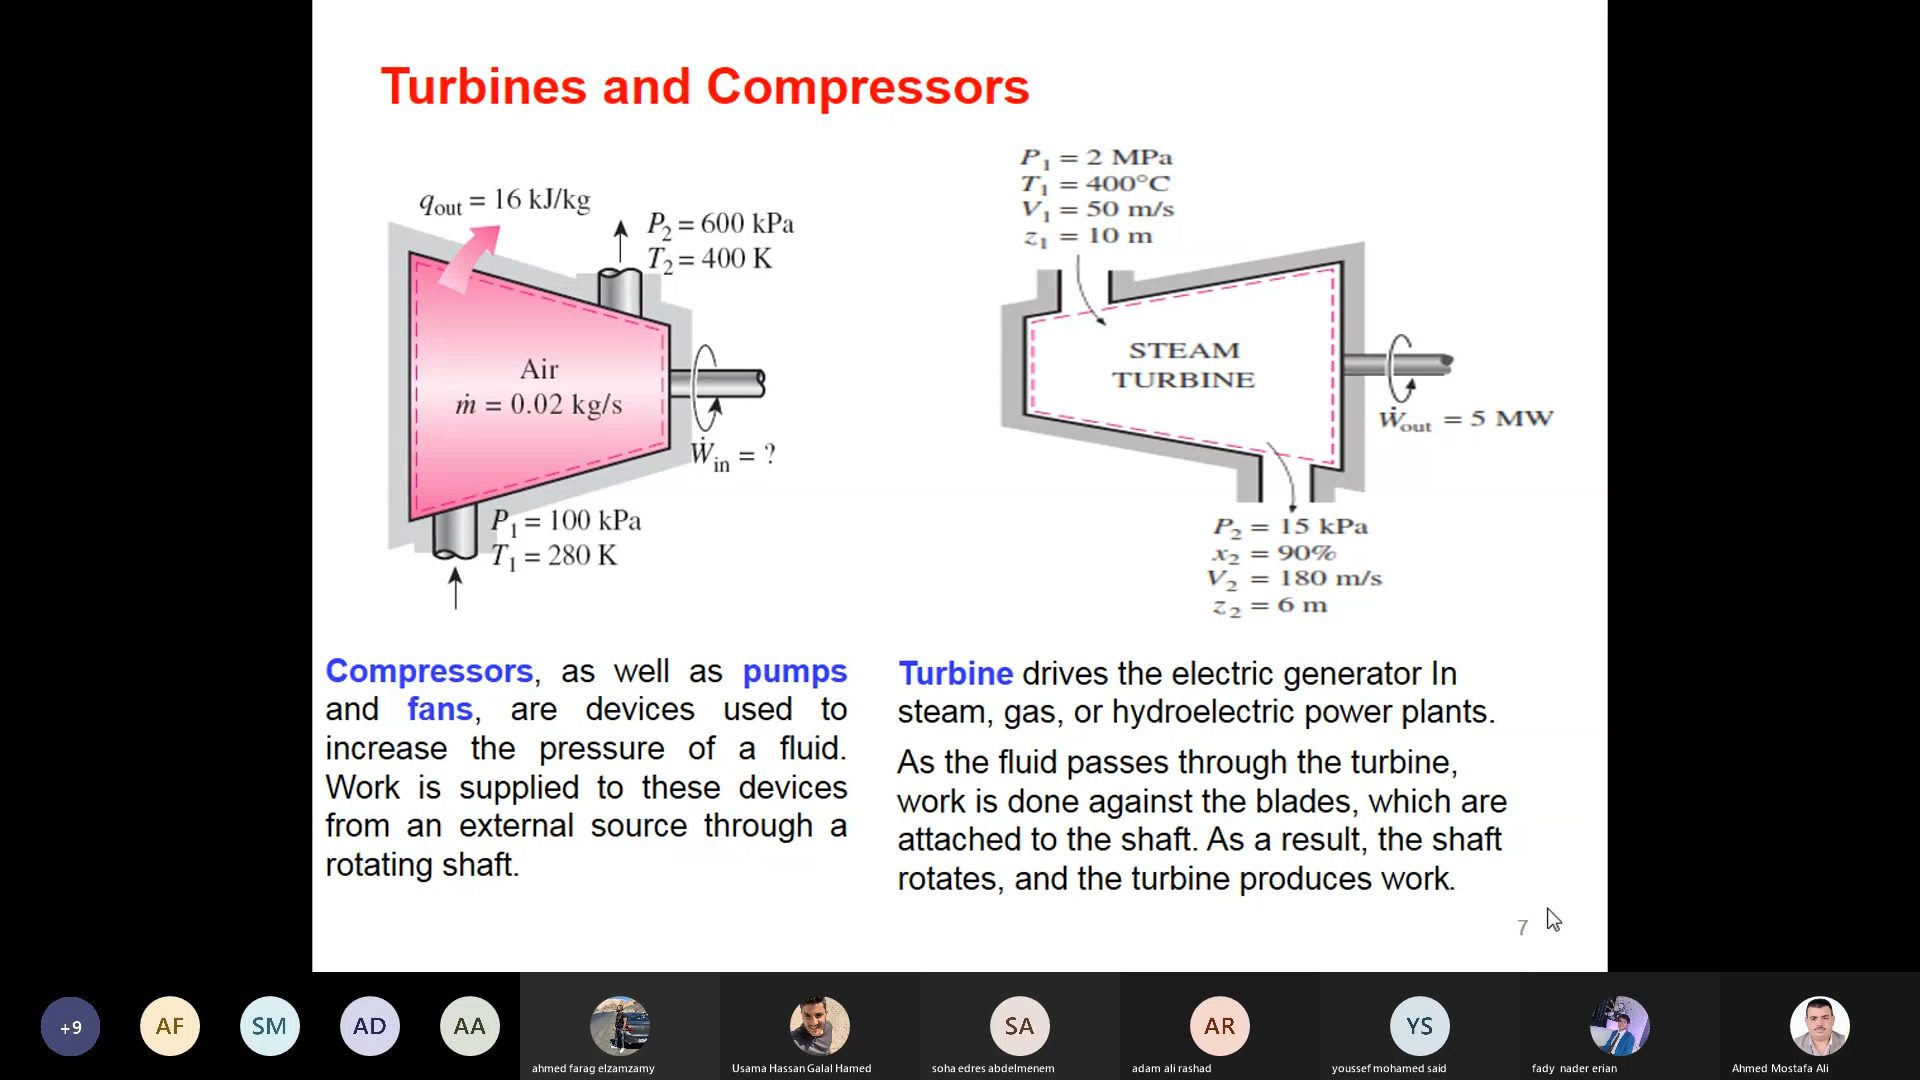 Turbines and Compressors
qout = 16 kJ/kg
P2 = 600 kPa
T2 = 400 K
Air
ṁ = 0.02 kg/s
Ẇin = ?
P1 = 100 kPa
T1 = 280 K
P1 = 2 MPa
T1 = 400°C
V1 = 50 m/s
z1 = 10 m
STEAM
TURBINE
Ẇout = 5 MW
P2 = 15 kPa
x2 = 90%
V2 = 180 m/s
z2 = 6 m
Compressors, as well as pumps
and fans, are devices used to
increase the pressure of a fluid.
Work is supplied to these devices
from an external source through a
rotating shaft.
Turbine drives the electric generator In
steam, gas, or hydroelectric power plants.
As the fluid passes through the turbine,
work is done against the blades, which are
attached to the shaft. As a result, the shaft
rotates, and the turbine produces work.
7
+9
AF
SM
AD
AA
SA
AR
YS
ahmed farag elzamzamy
Usama Hassan Galal Hamed
soha edres abdelmenem
adam ali rashad
youssef mohamed said
fady nader erian
Ahmed Mostafa Ali